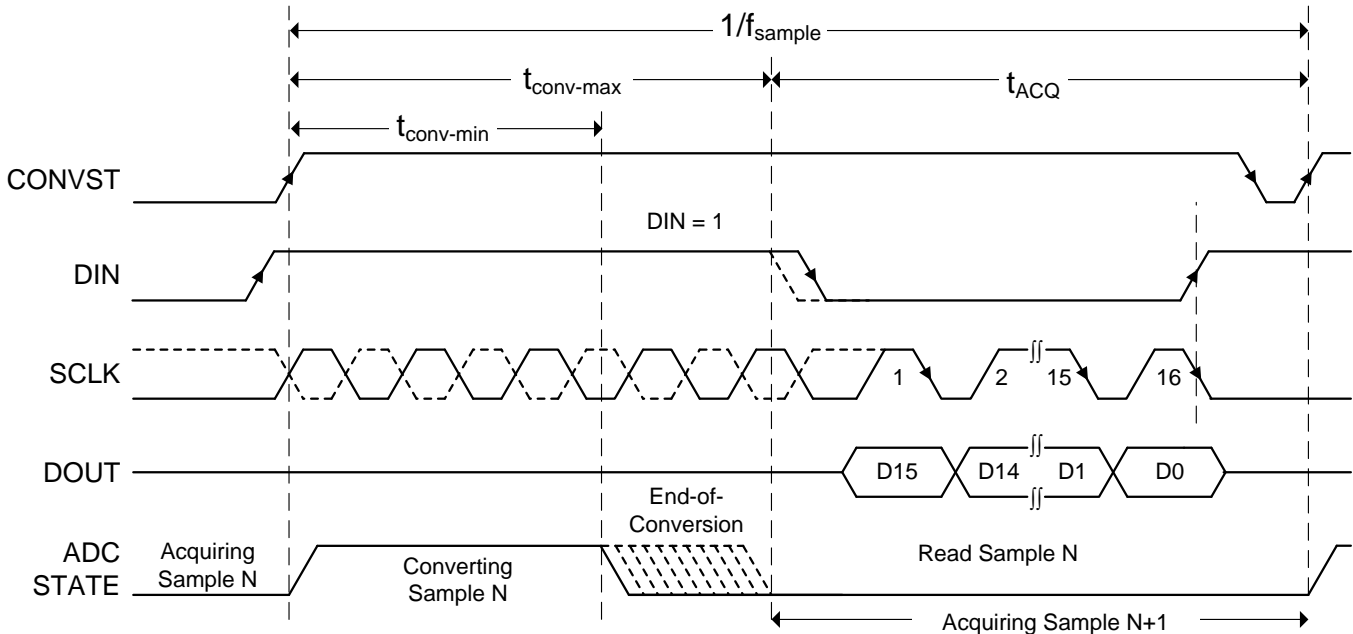 1/fsample
tconv-max
tACQ
tconv-min
CONVST
DIN = 1
DIN
SCLK
1
2
15
16
DOUT
D15
D14
D1
D0
End-of-
Conversion
ADC
STATE
Acquiring
Sample N
Converting
Sample N
Read Sample N
Acquiring Sample N+1